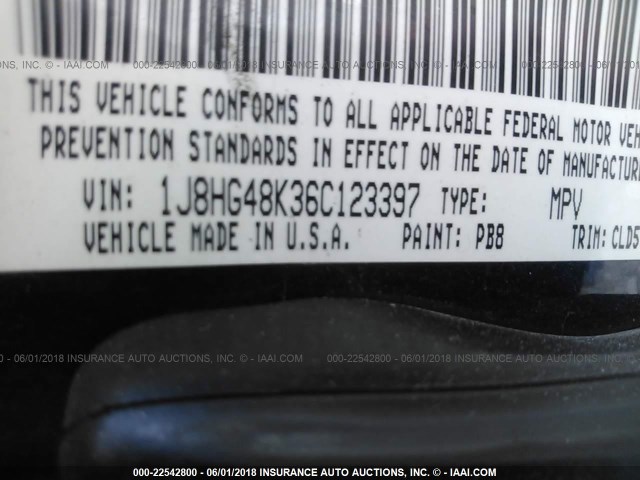 THIS VEHICLE CONFORMS TO ALL APPLICABLE FEDERAL MOTOR VEH
PREVENTION STANDARDS IN EFFECT ON THE DATE OF MANUFACTUR
VIN: 1J8HG48K36C123397 TYPE: MPV
VEHICLE MADE IN U.S.A. PAINT: PB8 TRIM: CLD5
000-22542800 - 06/01/2018 INSURANCE AUTO AUCTIONS, INC. - © IAAI.COM